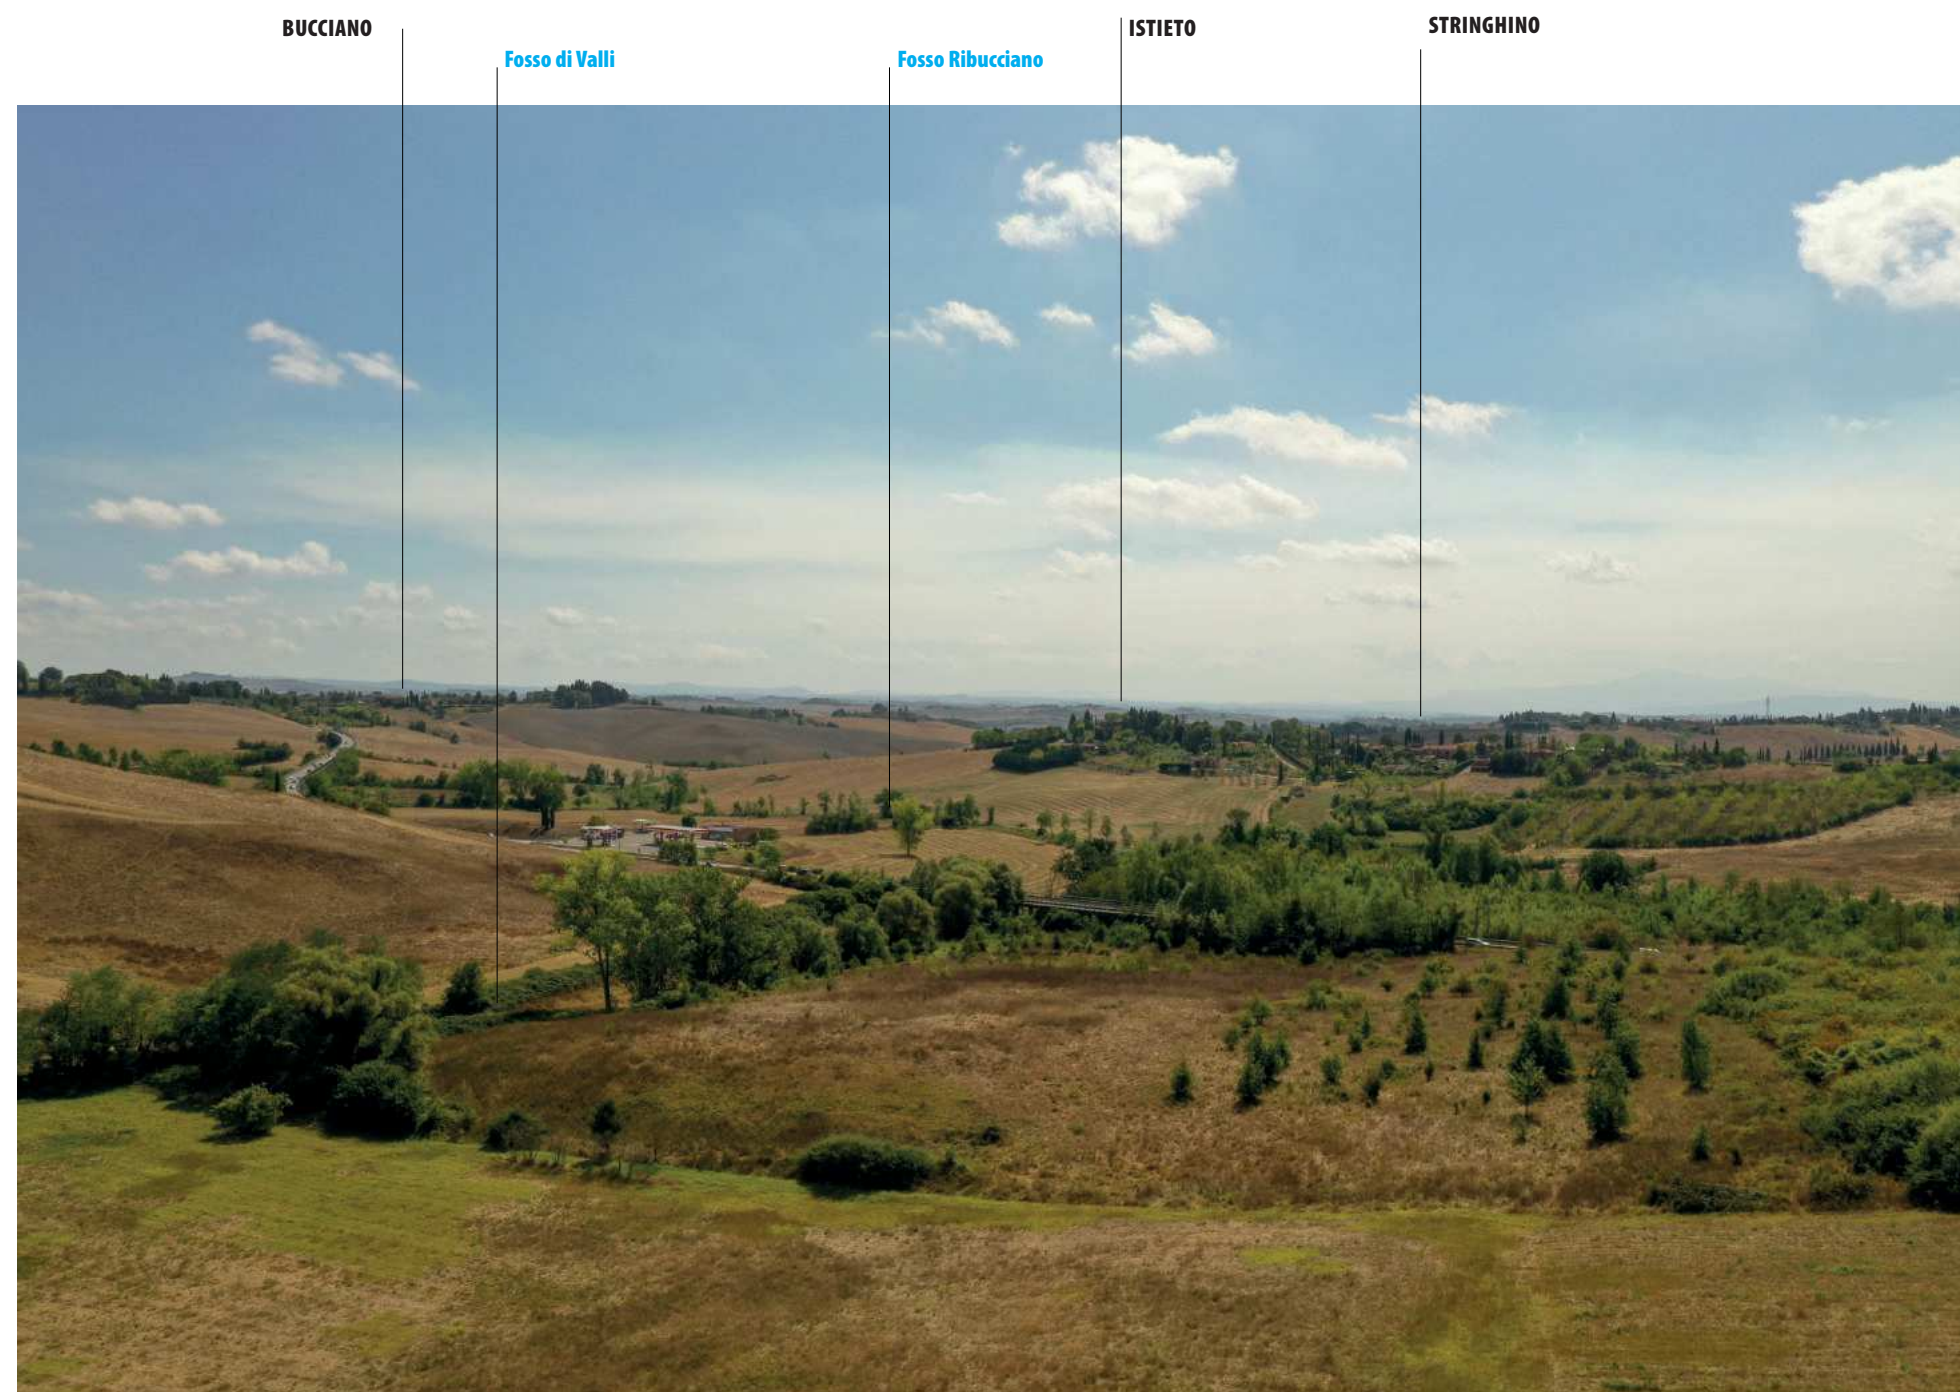 BUCCIANO
Fosso di Valli
Fosso Ribucciano
ISTIETO
STRINGHINO